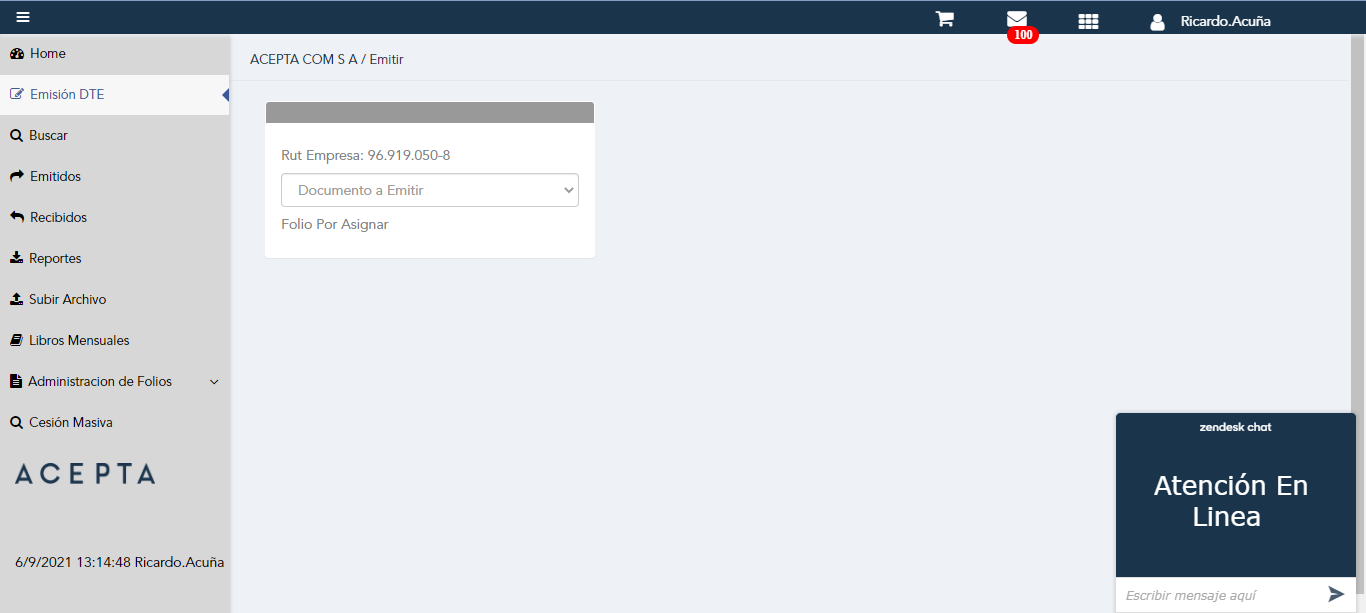 100
Ricardo.Acuña
Home
Emisión DTE
Buscar
Emitidos
Recibidos
Reportes
Subir Archivo
Libros Mensuales
Administracion de Folios
Cesión Masiva
ACEPTA
6/9/2021 13:14:48 Ricardo.Acuña
ACEPTA COM S A / Emitir
Rut Empresa: 96.919.050-8
Documento a Emitir
Folio Por Asignar
zendesk chat
Atención En
Linea
Escribir mensaje aquí